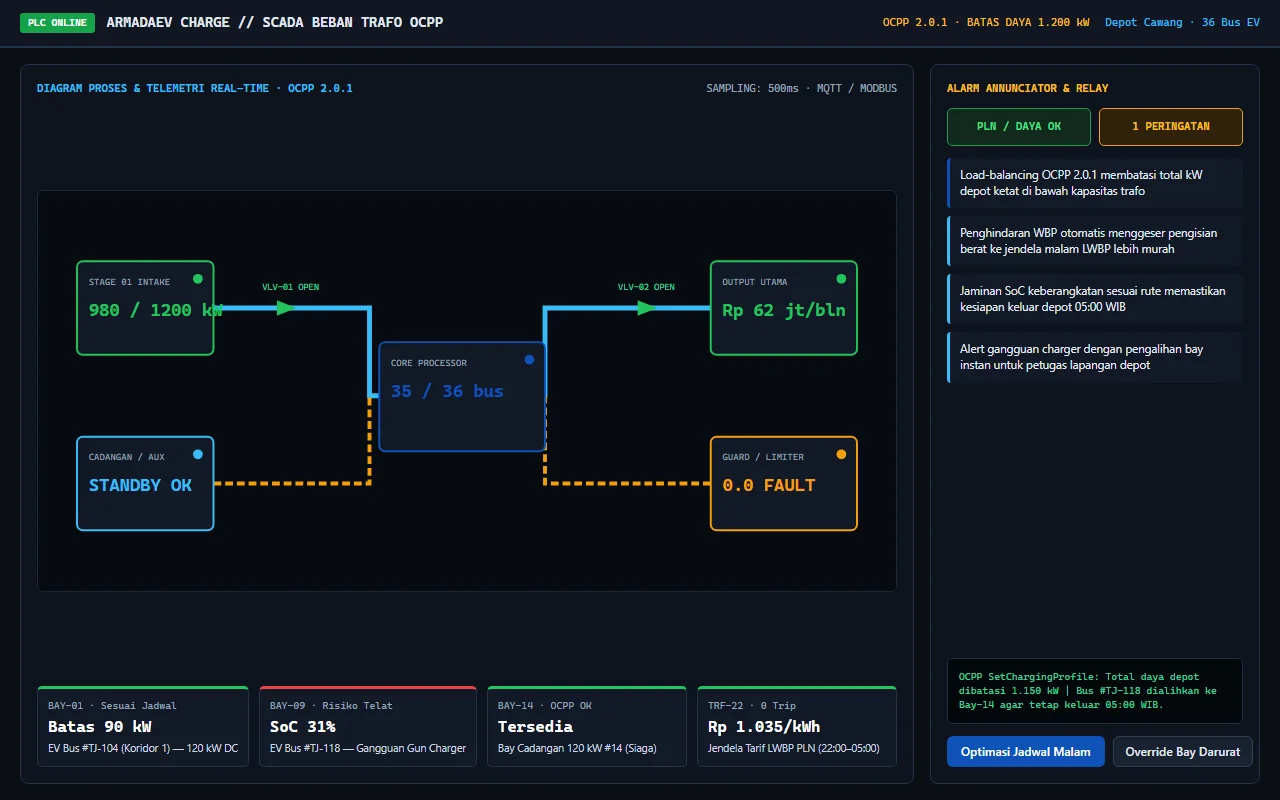 PLC ONLINE
ARMADAEV CHARGE // SCADA BEBAN TRAFO OCPP
OCPP 2.0.1 · BATAS DAYA 1.200 kW
Depot Cawang · 36 Bus EV
DIAGRAM PROSES & TELEMETRI REAL-TIME · OCPP 2.0.1
SAMPLING: 500ms · MQTT / MODBUS
STAGE 01 INTAKE
980 / 1200 kW
VLV-01 OPEN
VLV-02 OPEN
OUTPUT UTAMA
Rp 62 jt/bln
CORE PROCESSOR
35 / 36 bus
CADANGAN / AUX
STANDBY OK
GUARD / LIMITER
0.0 FAULT
BAY-01 · Sesuai Jadwal
Batas 90 kW
EV Bus #TJ-104 (Koridor 1) — 120 kW DC
BAY-09 · Risiko Telat
SoC 31%
EV Bus #TJ-118 — Gangguan Gun Charger
BAY-14 · OCPP OK
Tersedia
Bay Cadangan 120 kW #14 (Siaga)
TRF-22 · 0 Trip
Rp 1.035/kWh
Jendela Tarif LWBP PLN (22:00–05:00)
ALARM ANNUNCIATOR & RELAY
PLN / DAYA OK
1 PERINGATAN
Load-balancing OCPP 2.0.1 membatasi total kW
depot ketat di bawah kapasitas trafo
Penghindaran WBP otomatis menggeser pengisian
berat ke jendela malam LWBP lebih murah
Jaminan SoC keberangkatan sesuai rute memastikan
kesiapan keluar depot 05:00 WIB
Alert gangguan charger dengan pengalihan bay
instan untuk petugas lapangan depot
OCPP SetChargingProfile: Total daya depot
dibatasi 1.150 kW | Bus #TJ-118 dialihkan ke
Bay-14 agar tetap keluar 05:00 WIB.
Optimasi Jadwal Malam
Override Bay Darurat